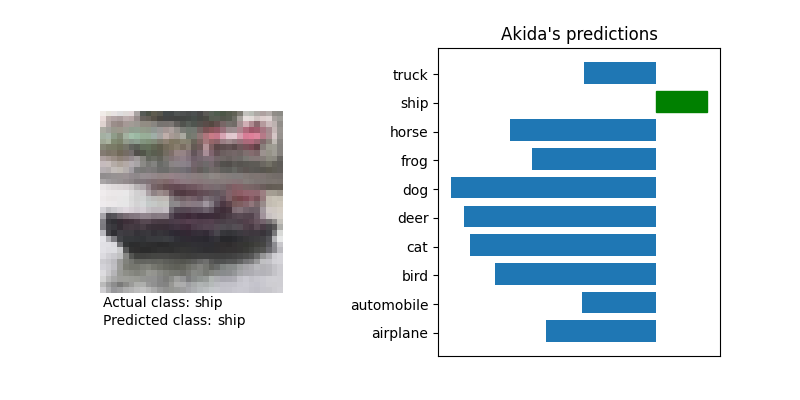 Akida's predictions
truck
ship
horse
frog
dog
deer
cat
bird
automobile
airplane
Actual class: ship
Predicted class: ship